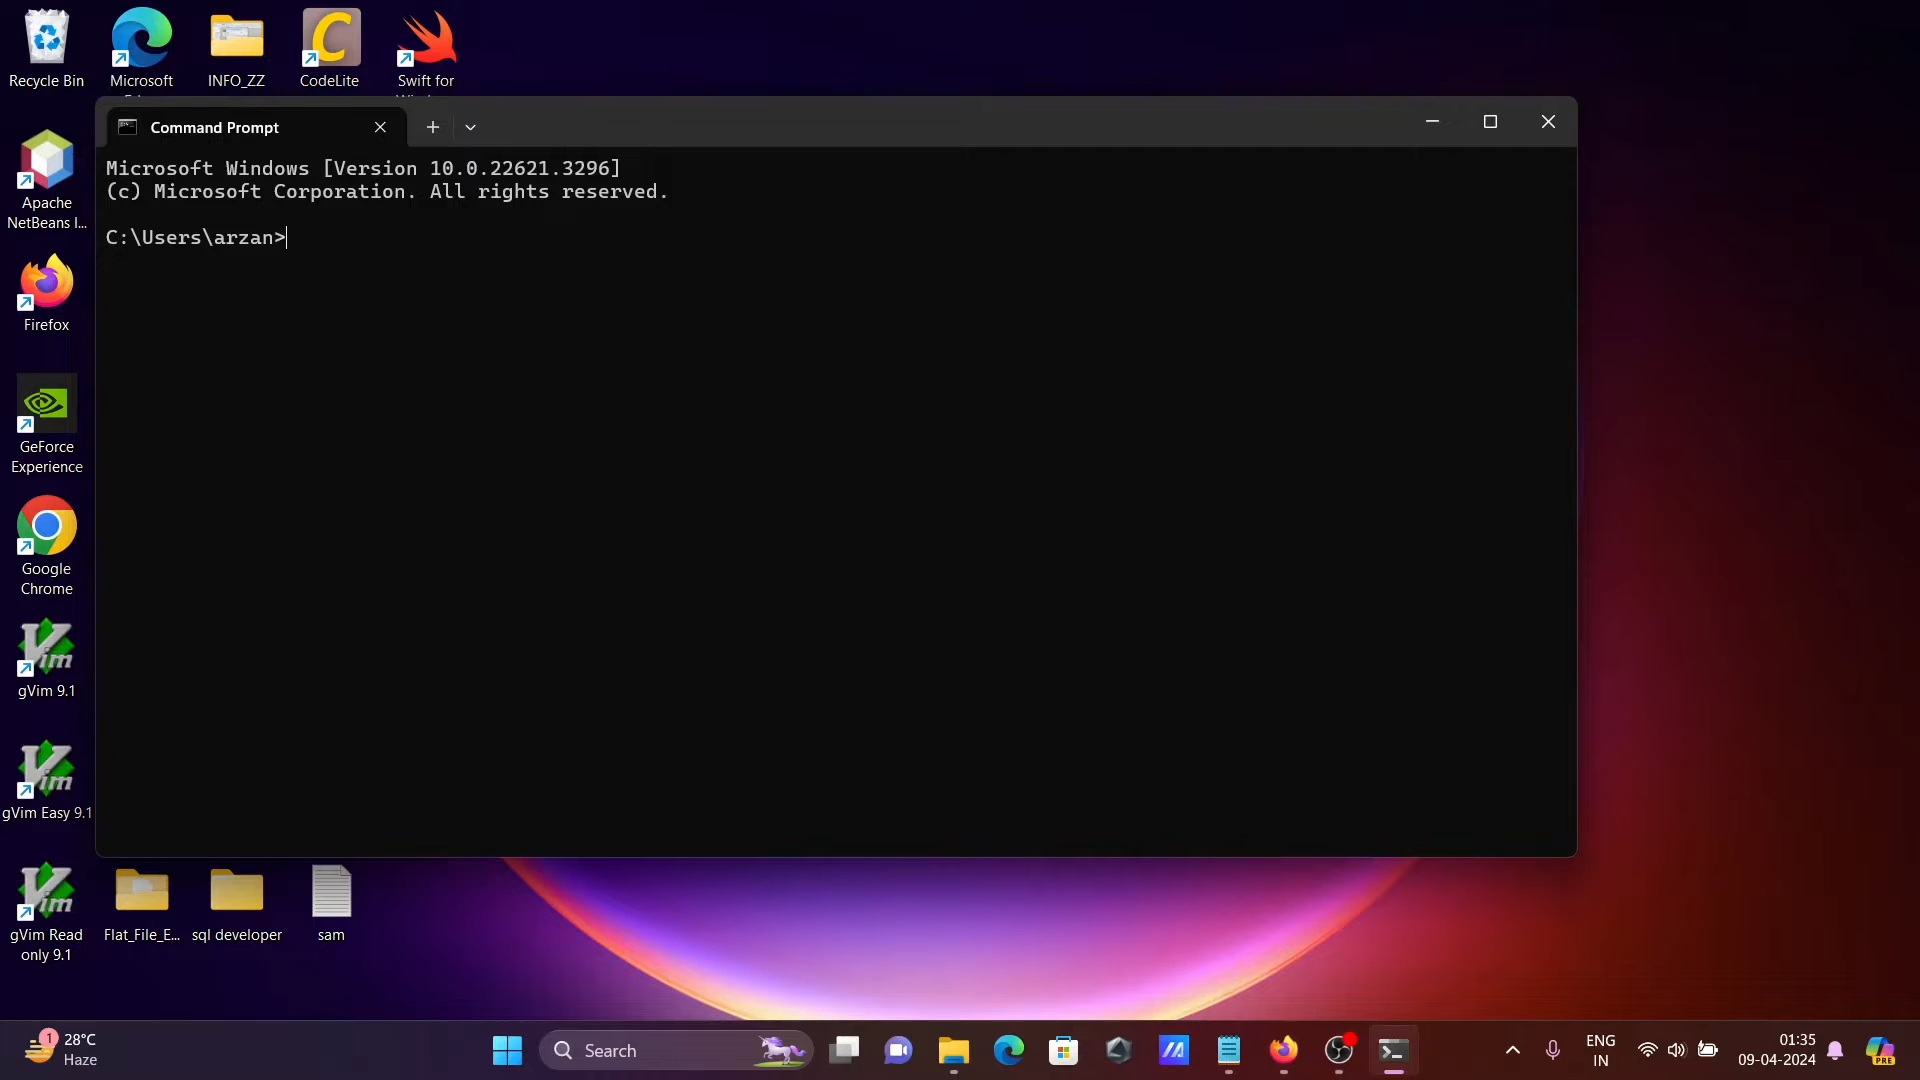 Recycle Bin
Microsoft
INFO_ZZ
CodeLite
Swift for
Command Prompt
Microsoft Windows [Version 10.0.22621.3296]
(c) Microsoft Corporation. All rights reserved.
C:\Users\arzan>
Apache
NetBeans I...
Firefox
GeForce
Experience
Google
Chrome
gVim 9.1
gVim Easy 9.1
gVim Read
only 9.1
Flat_File_E...
sql developer
sam
1
28°C
Haze
Search
ENG
IN
01:35
09-04-2024
PRE